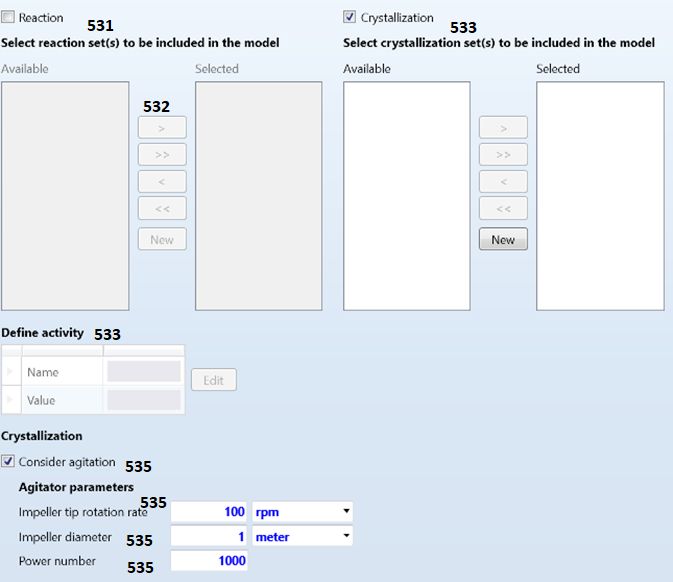 Reaction 531
Select reaction set(s) to be included in the model
Available Selected
532
>
>>
<
<<
New
Crystallization 533
Select crystallization set(s) to be included in the model
Available Selected
>
>>
<
<<
New
Define activity 533
Name
Value
Edit
Crystallization
Consider agitation 535
Agitator parameters
535
Impeller tip rotation rate 100 rpm
Impeller diameter 535 1 meter
Power number 535 1000